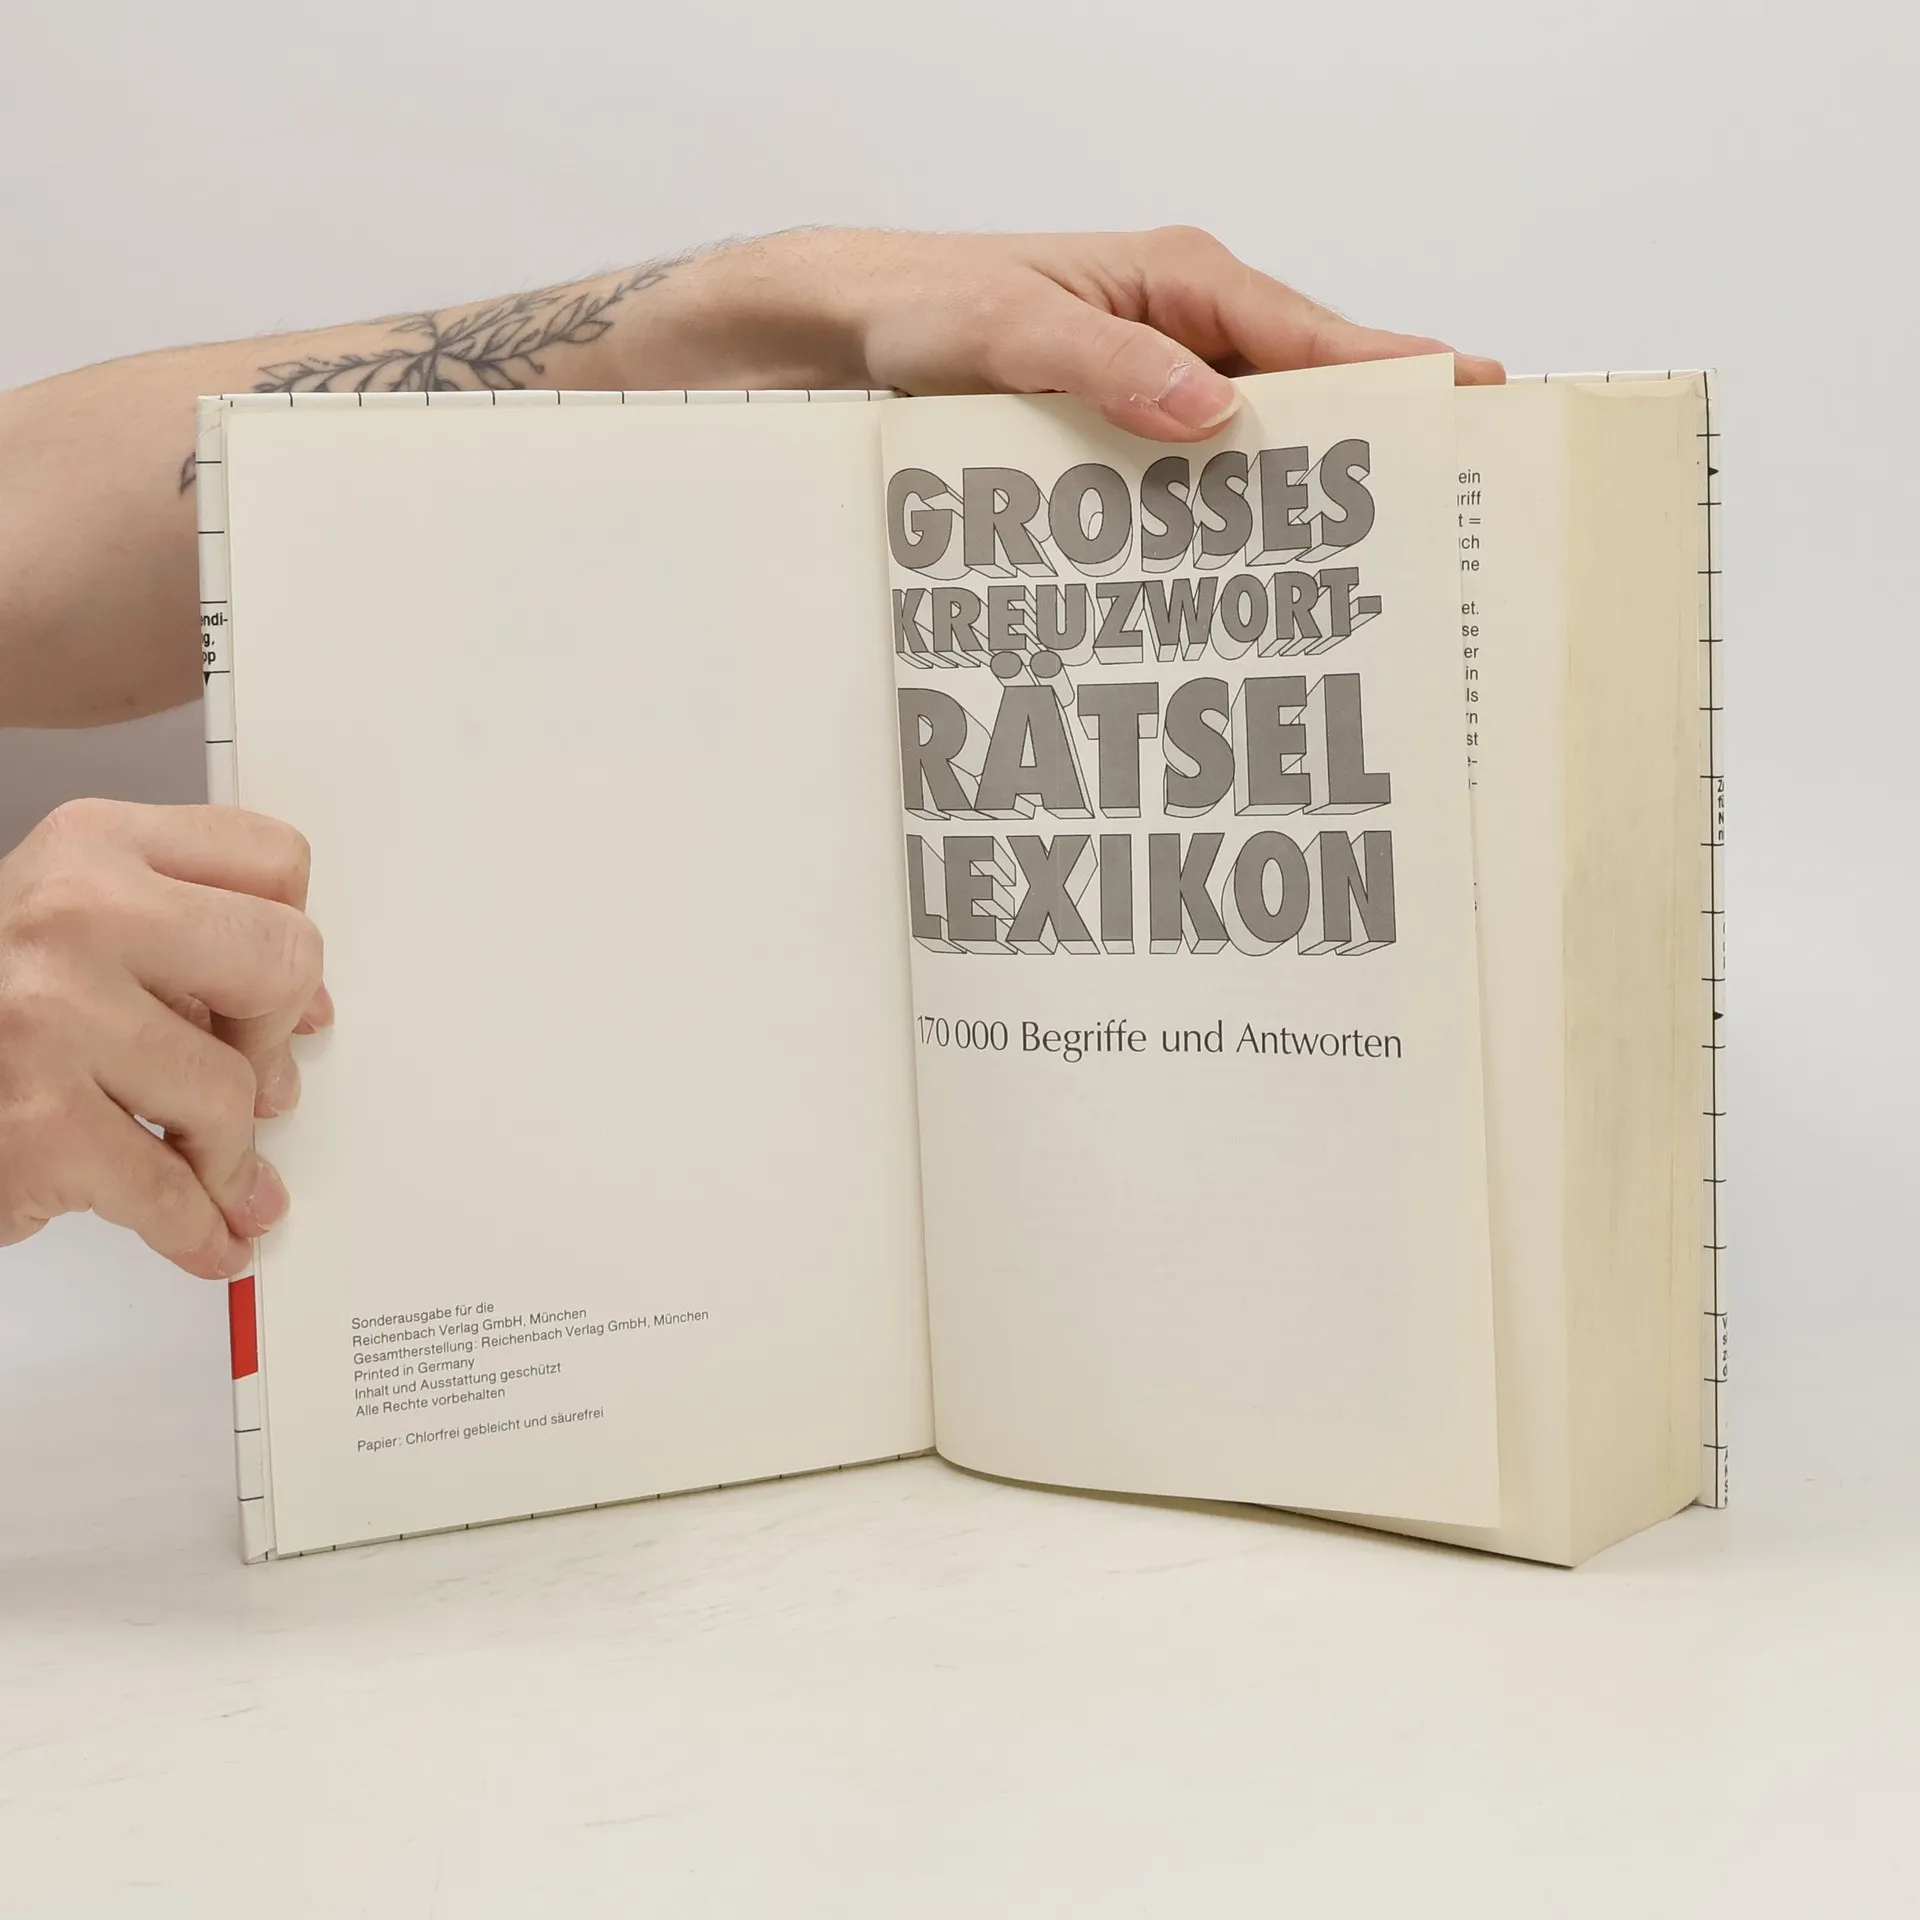 Sonderausgabe für die
Reichenbach Verlag GmbH, München
Gesamtherstellung: Reichenbach Verlag GmbH, München
Printed in Germany
Inhalt und Ausstattung geschützt
Alle Rechte vorbehalten
Papier: Chlorfrei gebleicht und säurefrei
GROSSES
KREUZWORT-
RÄTSEL
LEXIKON
170 000 Begriffe und Antworten